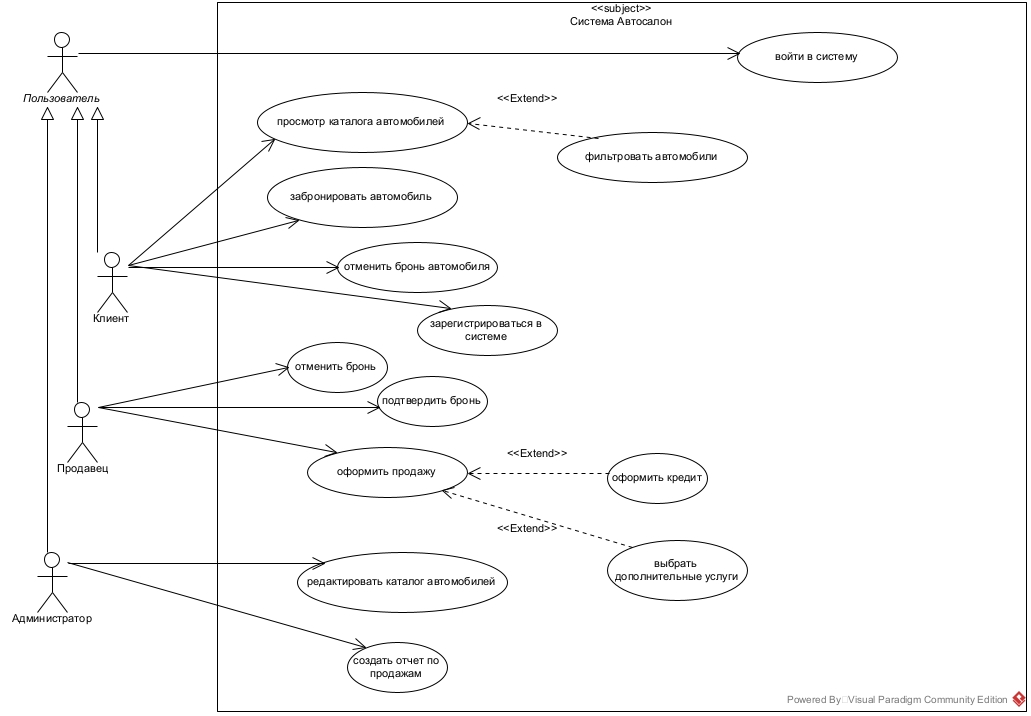 <<subject>>
Система Автосалон
Пользователь
войти в систему
<<Extend>>
просмотр каталога автомобилей
фильтровать автомобили
забронировать автомобиль
отменить бронь автомобиля
Клиент
зарегистрироваться в
системе
отменить бронь
подтвердить бронь
Продавец
<<Extend>>
оформить продажу
оформить кредит
<<Extend>>
выбрать
дополнительные услуги
редактировать каталог автомобилей
Администратор
создать отчет по
продажам
Powered By Visual Paradigm Community Edition